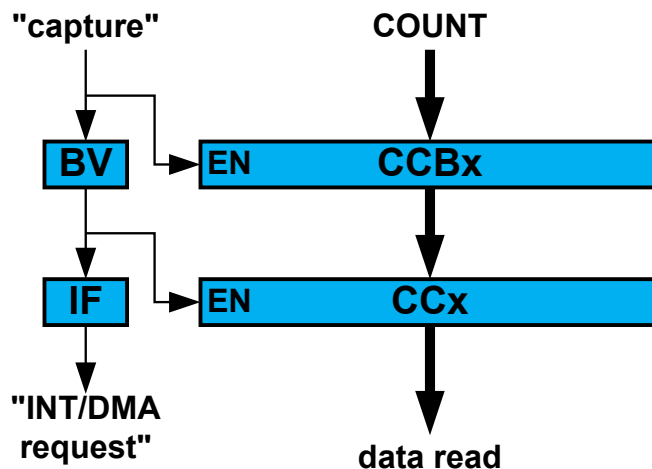 "capture"
COUNT
BV
EN
CCBx
IF
EN
CCx
"INT/DMA
request"
data read